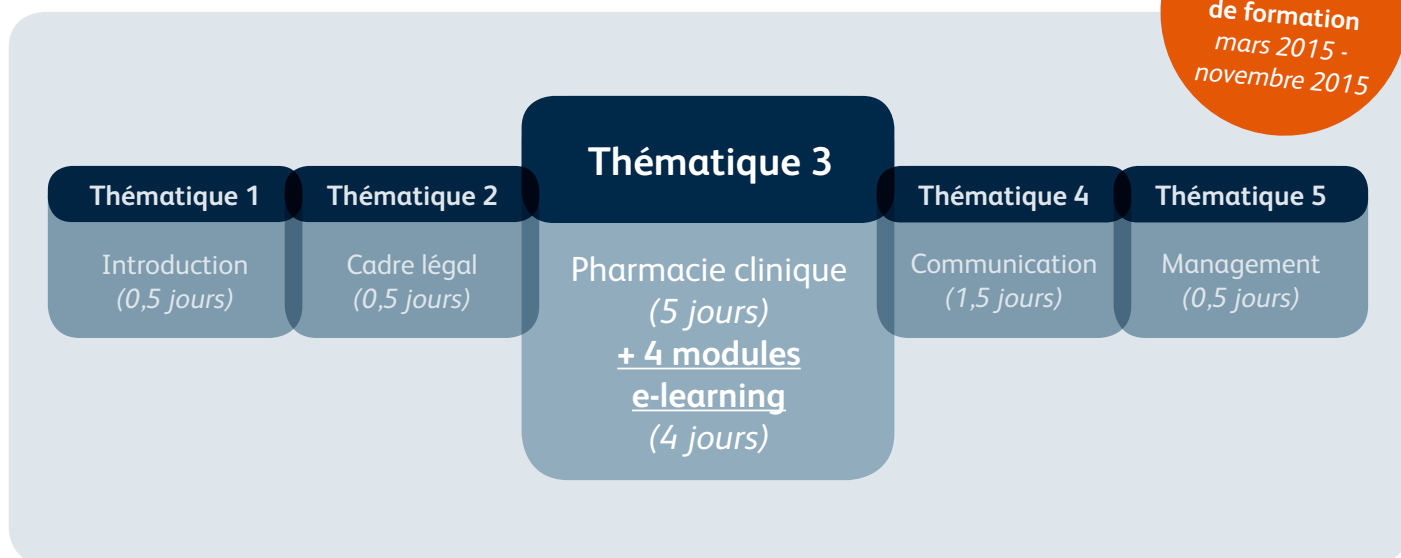 de formation
mars 2015 -
novembre 2015
Thématique 1
Introduction
(0,5 jours)
Thématique 2
Cadre légal
(0,5 jours)
Thématique 3
Pharmacie clinique
(5 jours)
+ 4 modules
e-learning
(4 jours)
Thématique 4
Communication
(1,5 jours)
Thématique 5
Management
(0,5 jours)